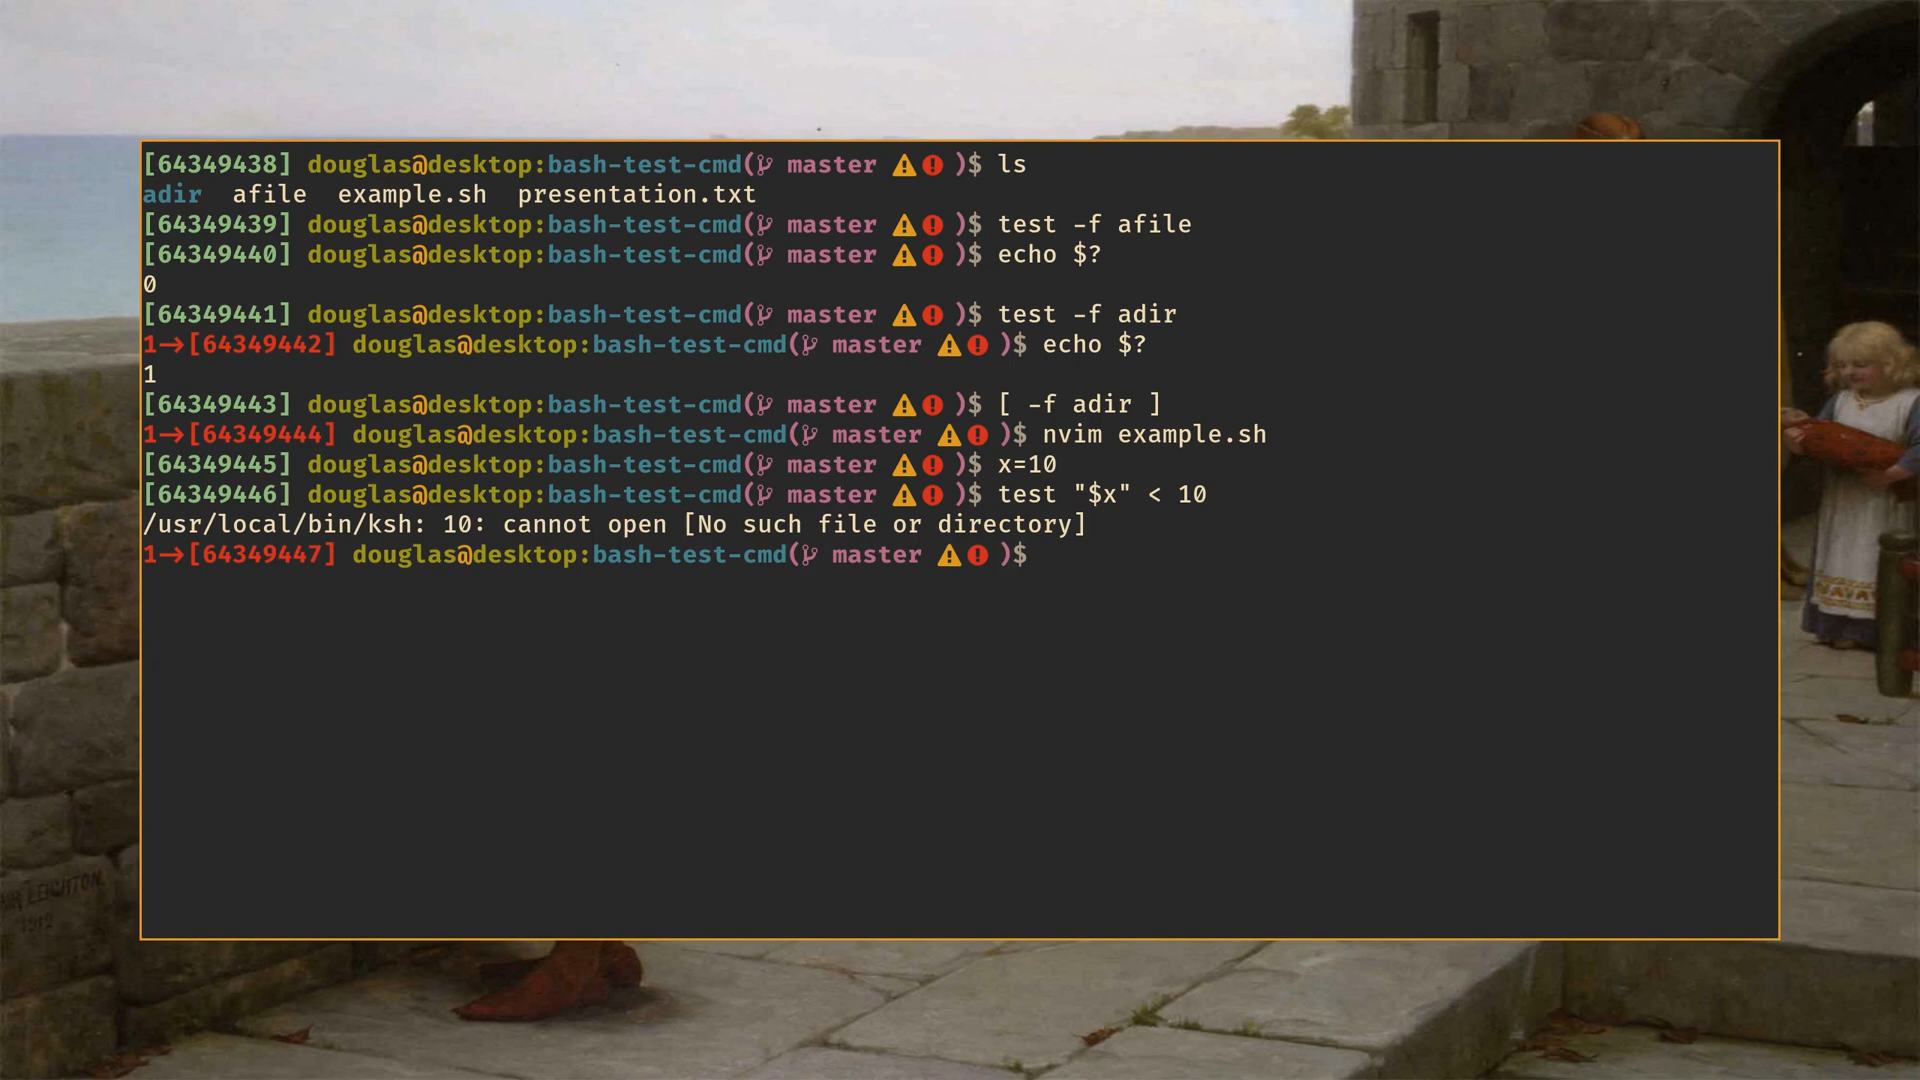 [64349438] douglas@desktop:bash-test-cmd( master )$ ls
adir afile example.sh presentation.txt
[64349439] douglas@desktop:bash-test-cmd( master )$ test -f afile
[64349440] douglas@desktop:bash-test-cmd( master )$ echo $?
0
[64349441] douglas@desktop:bash-test-cmd( master )$ test -f adir
1→[64349442] douglas@desktop:bash-test-cmd( master )$ echo $?
1
[64349443] douglas@desktop:bash-test-cmd( master )$ [ -f adir ]
1→[64349444] douglas@desktop:bash-test-cmd( master )$ nvim example.sh
[64349445] douglas@desktop:bash-test-cmd( master )$ x=10
[64349446] douglas@desktop:bash-test-cmd( master )$ test "$x" < 10
/usr/local/bin/ksh: 10: cannot open [No such file or directory]
1→[64349447] douglas@desktop:bash-test-cmd( master )$
LEIGHTON.
1912